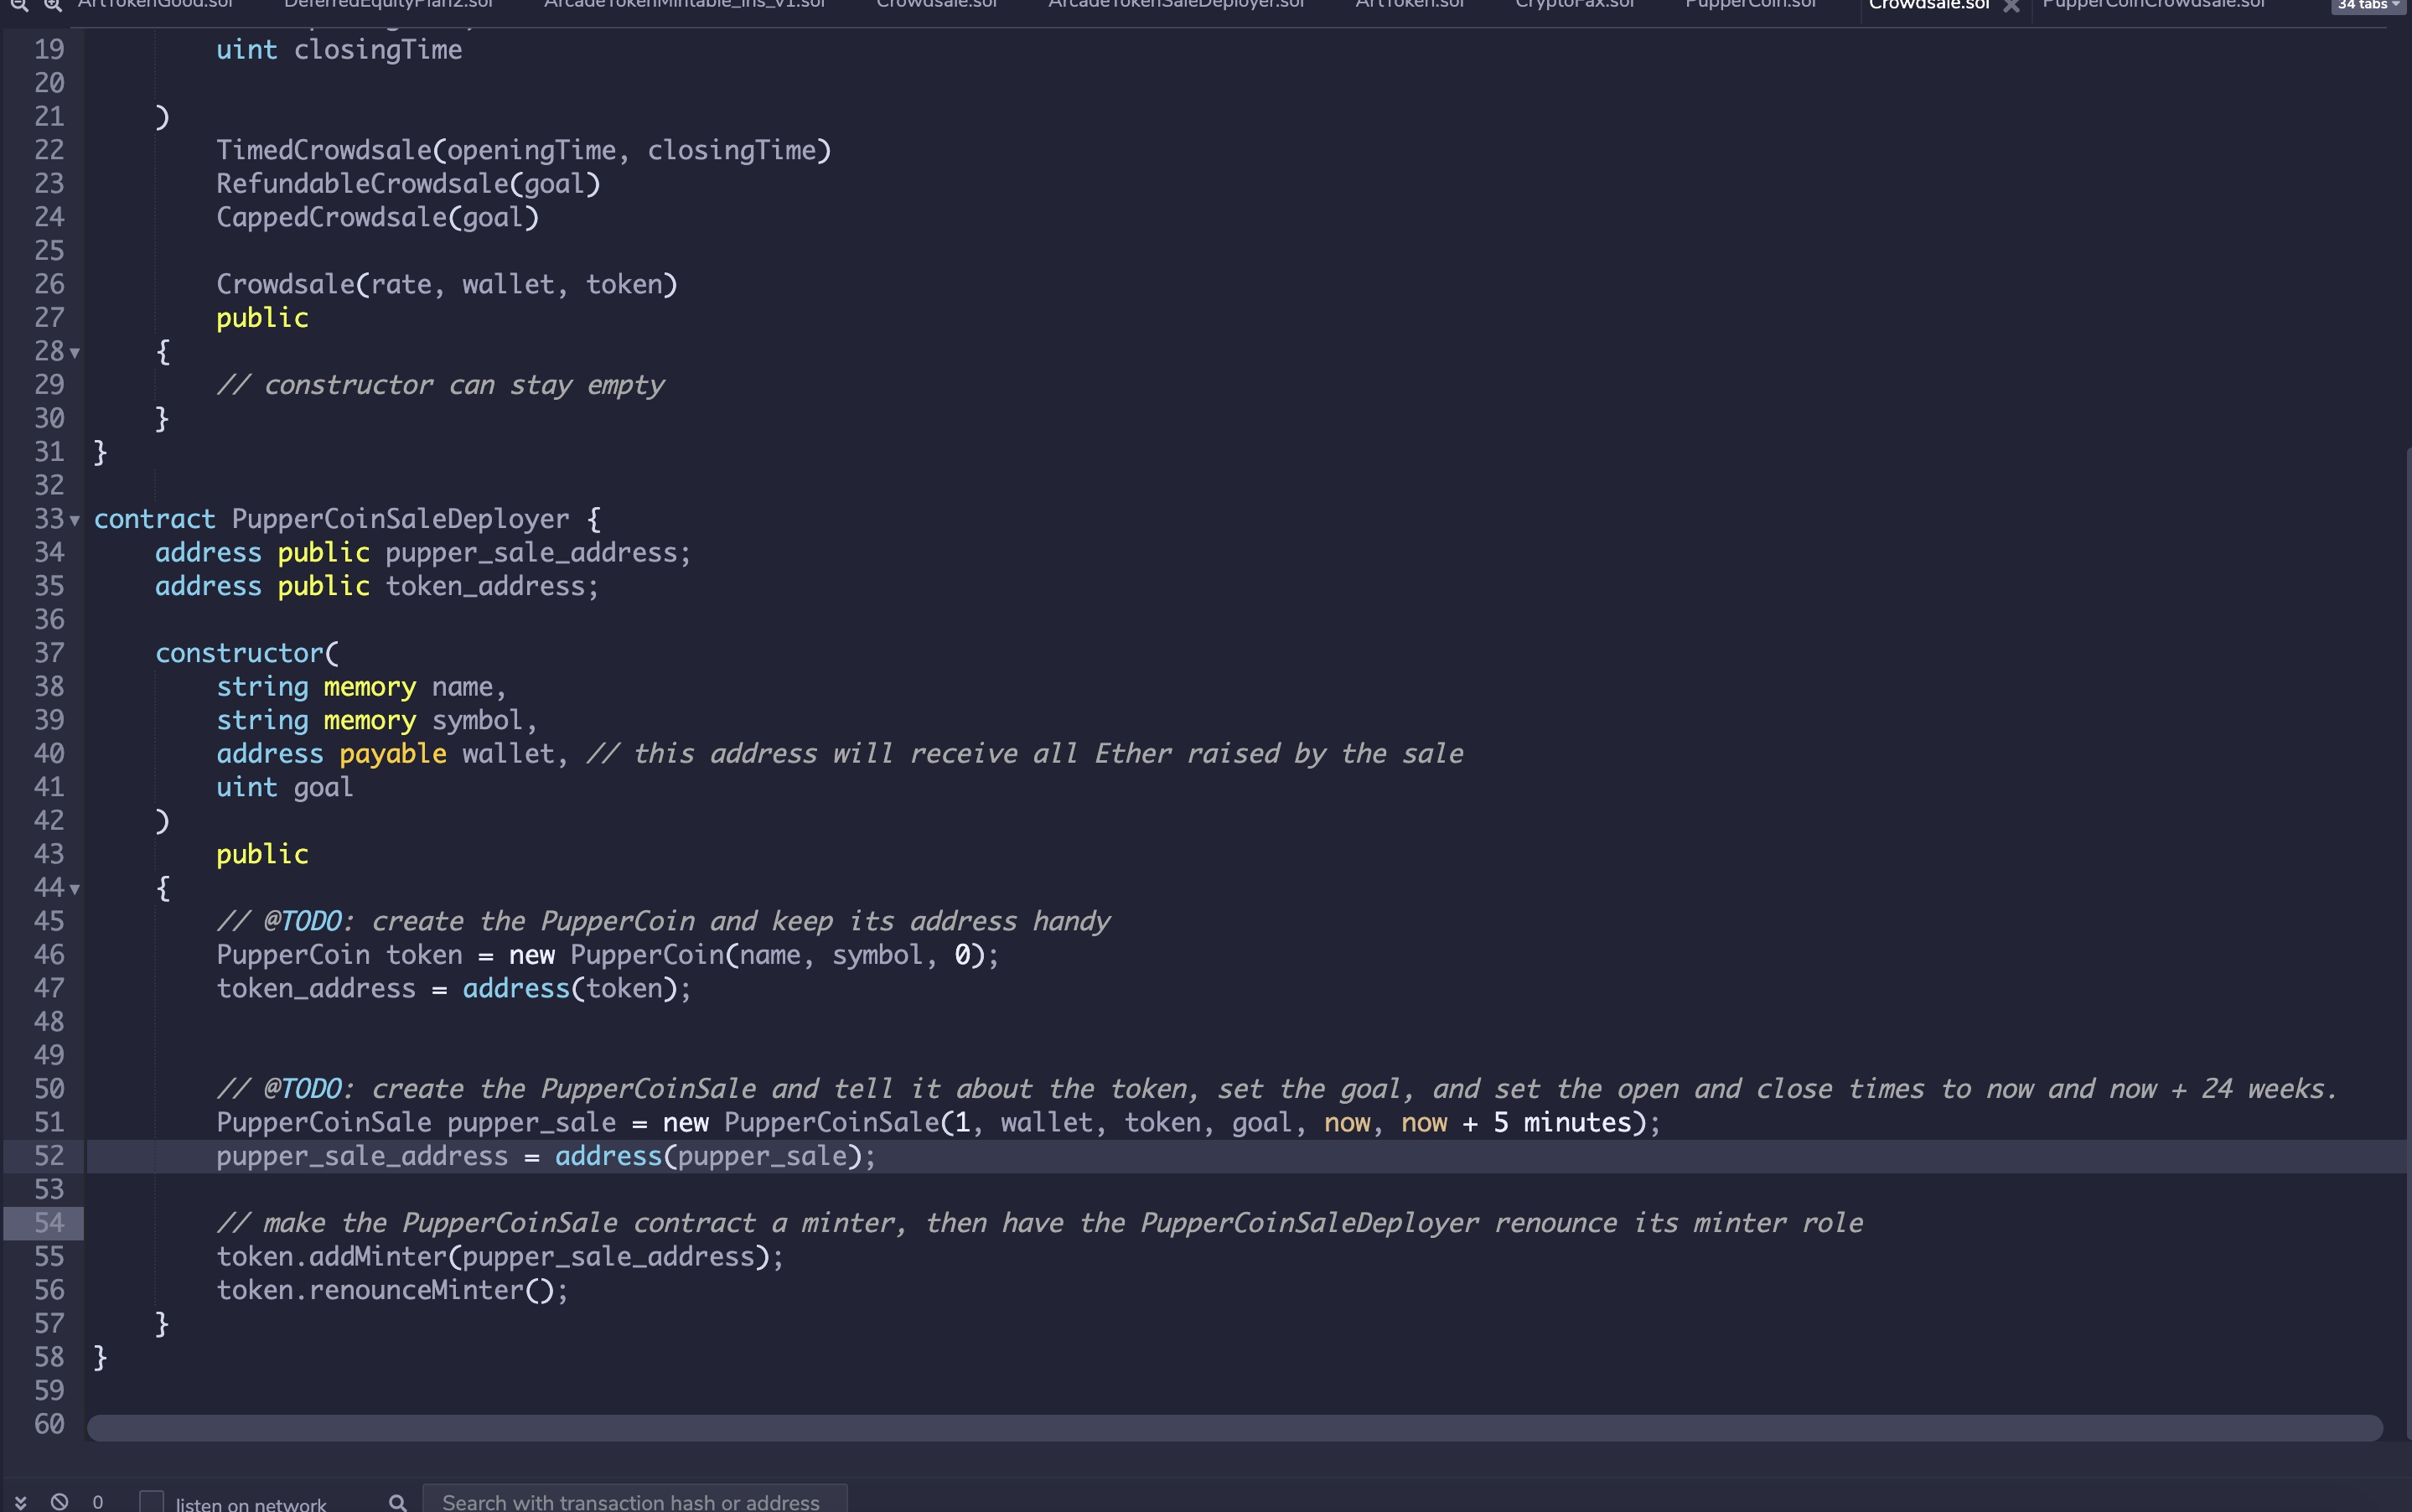 ArtTokenGood.sol DeferredEquityPlan2.sol ArcadeTokenMintable_iris_v1.sol Crowdsale.sol ArcadeTokenSaleDeployer.sol ArtToken.sol CryptoFax.sol PupperCoin.sol Crowdsale.sol PupperCoinCrowdsale.sol 34 tabs
19 uint closingTime
20
21 )
22 TimedCrowdsale(openingTime, closingTime)
23 RefundableCrowdsale(goal)
24 CappedCrowdsale(goal)
25
26 Crowdsale(rate, wallet, token)
27 public
28 {
29 // constructor can stay empty
30 }
31 }
32
33 contract PupperCoinSaleDeployer {
34 address public pupper_sale_address;
35 address public token_address;
36
37 constructor(
38 string memory name,
39 string memory symbol,
40 address payable wallet, // this address will receive all Ether raised by the sale
41 uint goal
42 )
43 public
44 {
45 // @TODO: create the PupperCoin and keep its address handy
46 PupperCoin token = new PupperCoin(name, symbol, 0);
47 token_address = address(token);
48
49
50 // @TODO: create the PupperCoinSale and tell it about the token, set the goal, and set the open and close times to now and now + 24 weeks.
51 PupperCoinSale pupper_sale = new PupperCoinSale(1, wallet, token, goal, now, now + 5 minutes);
52 pupper_sale_address = address(pupper_sale);
53
54 // make the PupperCoinSale contract a minter, then have the PupperCoinSaleDeployer renounce its minter role
55 token.addMinter(pupper_sale_address);
56 token.renounceMinter();
57 }
58 }
59
60
0 listen on network Search with transaction hash or address